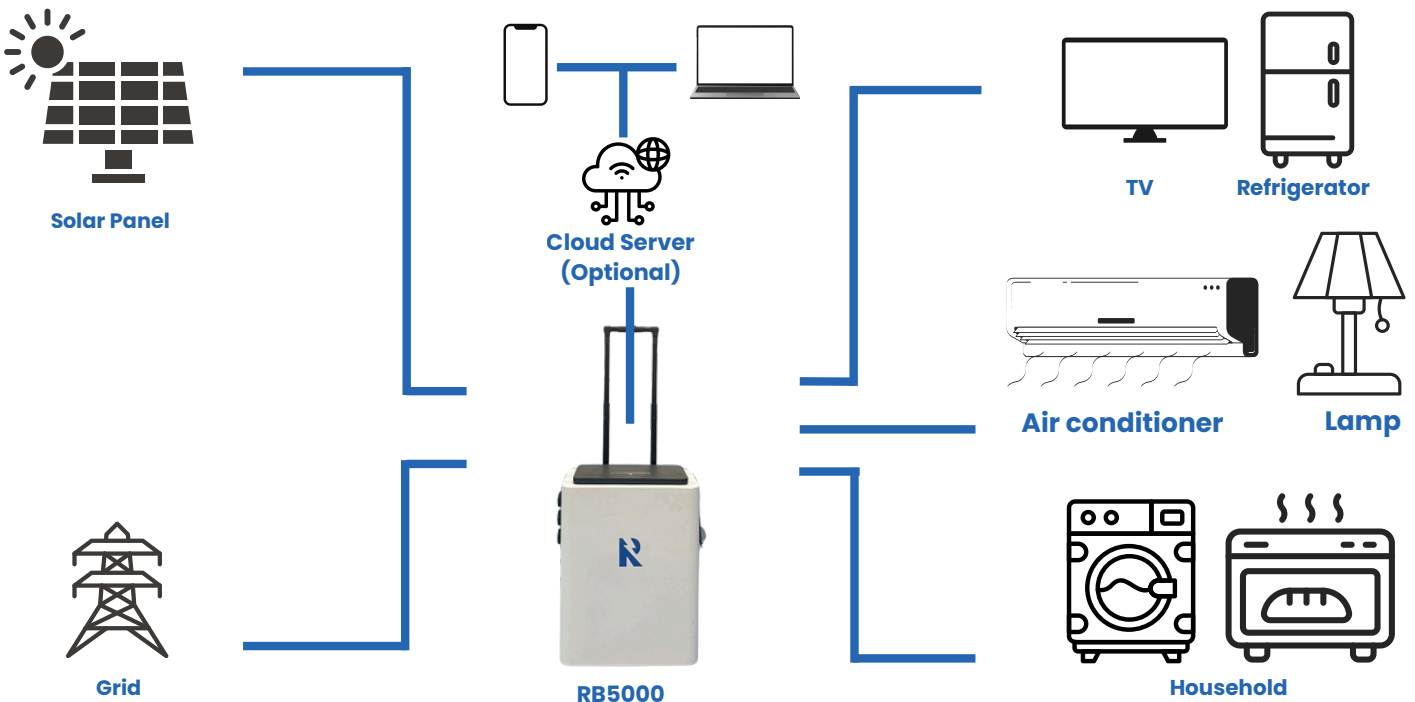 Solar Panel
Cloud Server
(Optional)
TV
Refrigerator
Air conditioner
Lamp
Grid
RB5000
Household